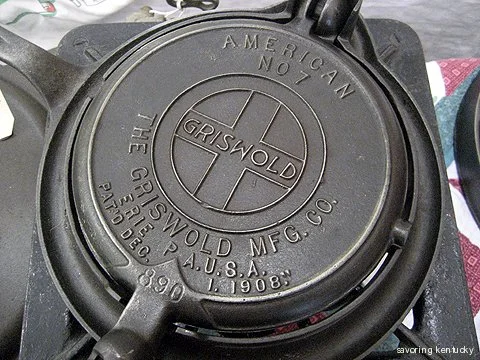 AMERICAN
NO 7
GRISWOLD
THE GRISWOLD MFG. CO.
ERIE PA. U.S.A.
PAT'D DEC. 1. 1908.
890
savoring kentucky